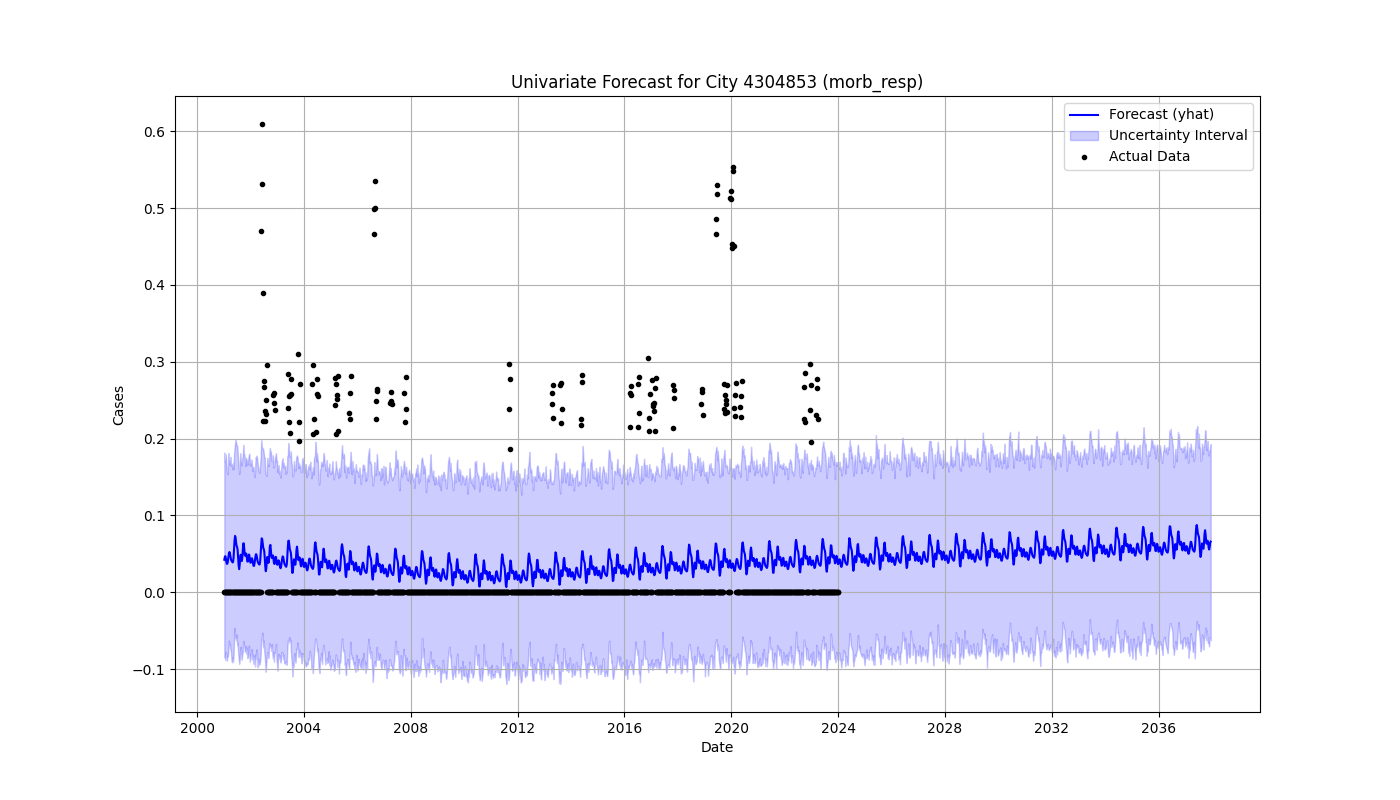 Univariate Forecast for City 4304853 (morb_resp)
Forecast (yhat)
Uncertainty Interval
Actual Data
Cases
0.6
0.5
0.4
0.3
0.2
0.1
0.0
−0.1
2000 2004 2008 2012 2016 2020 2024 2028 2032 2036
Date